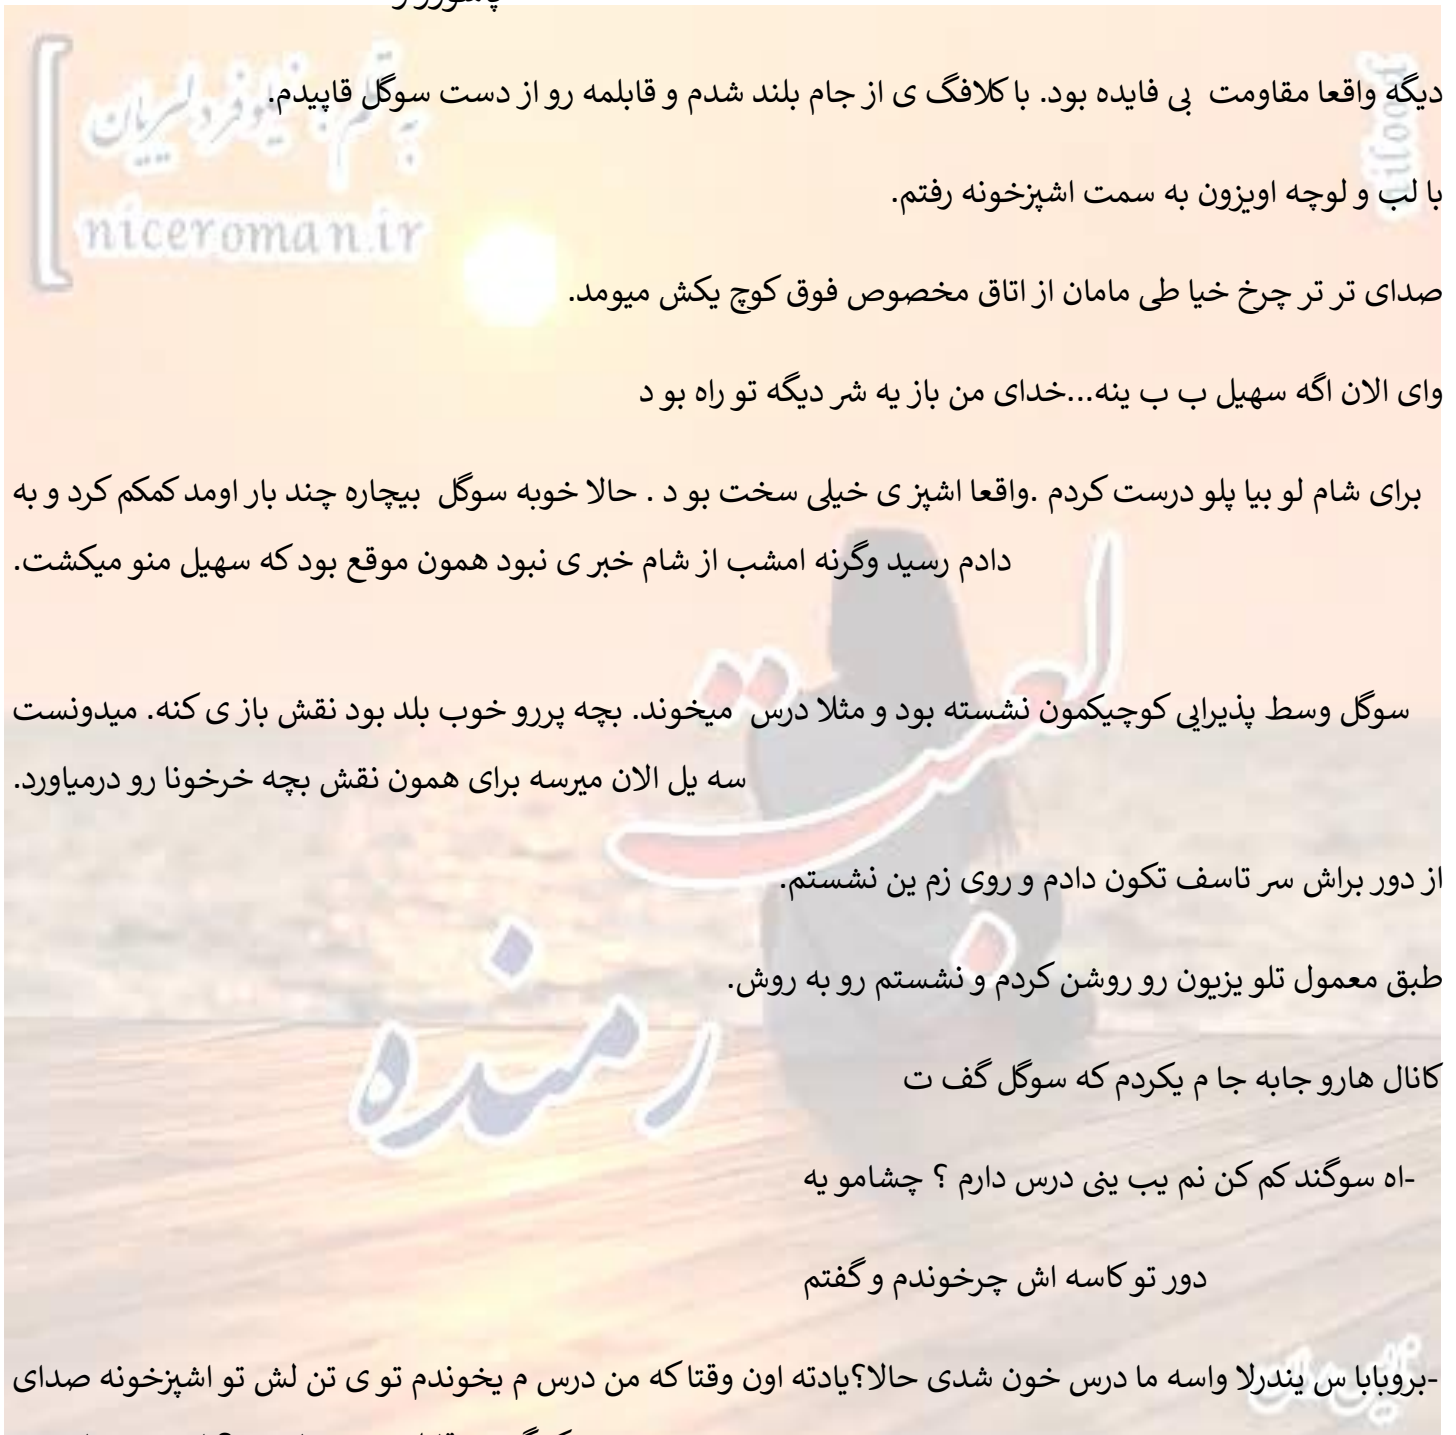 دیگه واقعا مقاومت  بی فایده بود. با کلافگ ی از جام بلند شدم و قابلمه رو از دست سوگل قاپیدم.
با لب و لوچه اویزون به سمت اشپزخونه رفتم.
صدای تر تر چرخ خیا طی مامان از اتاق مخصوص فوق کوچ یکش میومد.
وای الان اگه سهیل ب ب ینه...خدای من باز یه شر دیگه تو راه بو د
برای شام لو بیا پلو درست کردم .واقعا اشپز ی خیلی سخت بو د . حالا خوبه سوگل  بیچاره چند بار اومد کمکم کرد و به
دادم رسید وگرنه امشب از شام خبر ی نبود همون موقع بود که سهیل منو میکشت.
سوگل وسط پذیرایی کوچیکمون نشسته بود و مثلا درس  میخوند. بچه پررو خوب بلد بود نقش باز ی کنه. میدونست
سه یل الان میرسه برای همون نقش بچه خرخونا رو درمیاورد.
از دور براش سر تاسف تکون دادم و روی زم ین نشستم.
طبق معمول تلو یزیون رو روشن کردم و نشستم رو به روش.
کانال هارو جابه جا م یکردم که سوگل گف ت
-اه سوگند کم کن نم یب ینی درس دارم ؟ چشامو یه
دور تو کاسه اش چرخوندم و گفتم
-بروبابا س یندرلا واسه ما درس خون شدی حالا؟یادته اون وقتا که من درس م یخوندم تو ی تن لش تو اشپزخونه صدای
به قلم: نیلوفر لسریان
niceroman.ir
nilooof
لعبت
رمنده